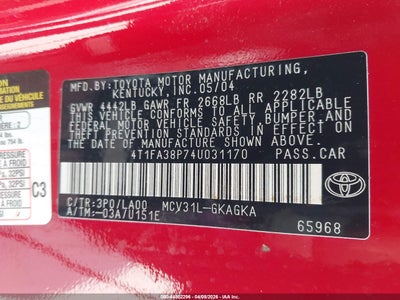 MFD.BY:TOYOTA MOTOR MANUFACTURING,
KENTUCKY,INC.05/04
GVWR 4442LB GAWR FR 2668LB RR 2282LB
THIS VEHICLE CONFORMS TO ALL APPLICABLE
FEDERAL MOTOR VEHICLE SAFETY, BUMPER, AND
THEFT PREVENTION STANDARDS IN EFFECT ON
THE DATE OF MANUFACTURE SHOWN ABOVE.
4T1FA38P74U031170 PASS.CAR
C/TR:3P0/LA00 MCV31L-GKAGKA
A/TM:-03A/U151E
TOYOTA
65968
C3